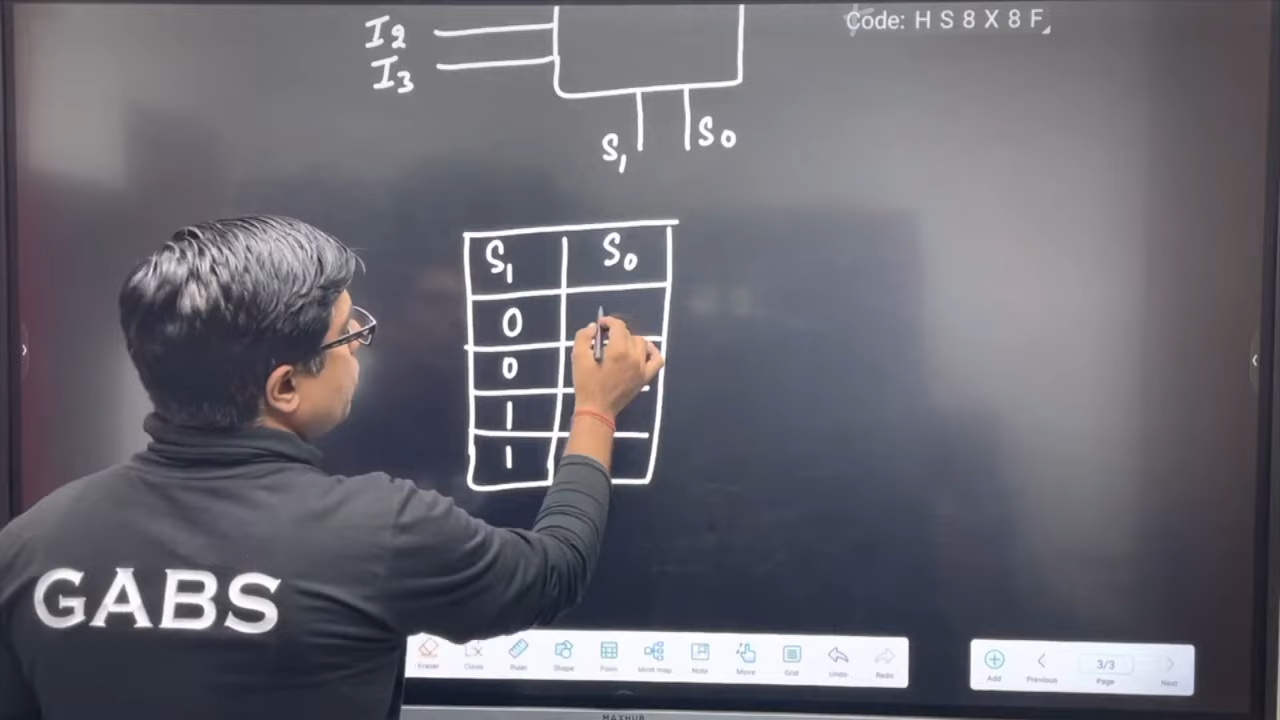 I2
I3
Code: H S 8 X 8 F
S1 S0
S1 S0
0
0
1
1
GABS
Eraser Ruler Shape Form Mind map Note Move Grid Undo Redo
3/3
Add Previous Page Next
MAXHUB